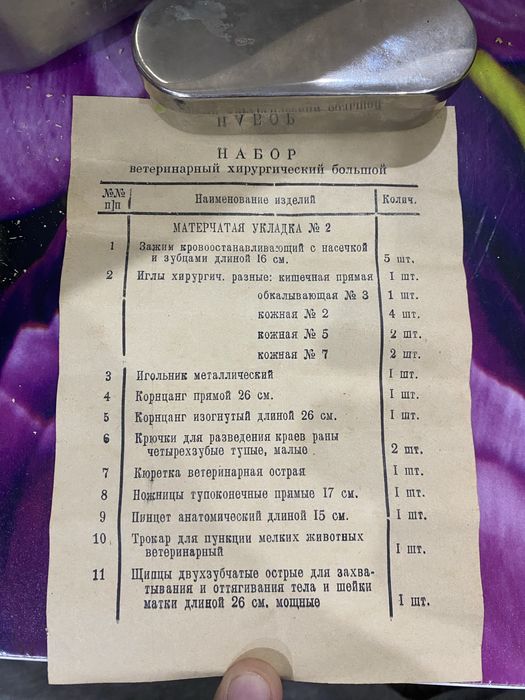 НАБОР
ветеринарный хирургический большой
№№ Наименование изделий Колич.
п|п
МАТЕРЧАТАЯ УКЛАДКА № 2
1 Зажим кровоостанавливающий с насечкой
и зубцами длиной 16 см. 5 шт.
2 Иглы хирургич. разные: кишечная прямая 1 шт.
обкалывающая № 3 1 шт.
кожная № 2 4 шт.
кожная № 5 2 шт.
кожная № 7 2 шт.
3 Игольник металлический 1 шт.
4 Корнцанг прямой 26 см. 1 шт.
5 Корнцанг изогнутый длиной 26 см. 1 шт.
6 Крючки для разведения краев раны
четырехзубые тупые, малые 2 шт.
7 Кюретка ветеринарная острая 1 шт.
8 Ножницы тупоконечные прямые 17 см. 1 шт.
9 Пинцет анатомический длиной 15 см. 1 шт.
10 Трокар для пункции мелких животных
ветеринарный 1 шт.
11 Щипцы двухзубчатые острые для захва-
тывания и оттягивания тела и шейки
матки длиной 26 см. мощные 1 шт.